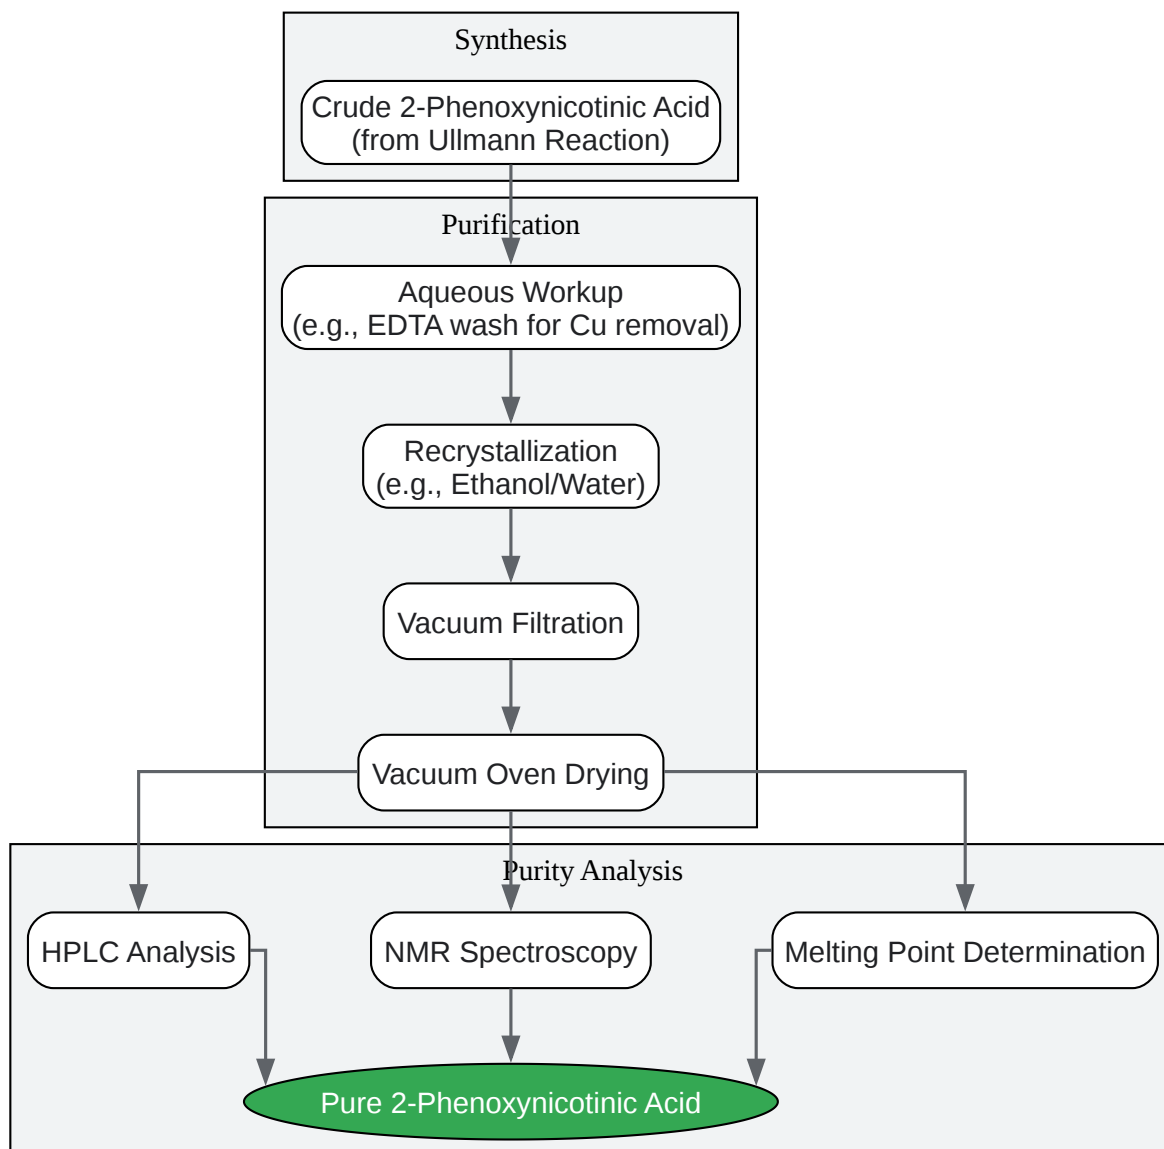 Synthesis
Crude 2-Phenoxynicotinic Acid
(from Ullmann Reaction)
Purification
Aqueous Workup
(e.g., EDTA wash for Cu removal)
Recrystallization
(e.g., Ethanol/Water)
Vacuum Filtration
Vacuum Oven Drying
Purity Analysis
HPLC Analysis
NMR Spectroscopy
Melting Point Determination
Pure 2-Phenoxynicotinic Acid